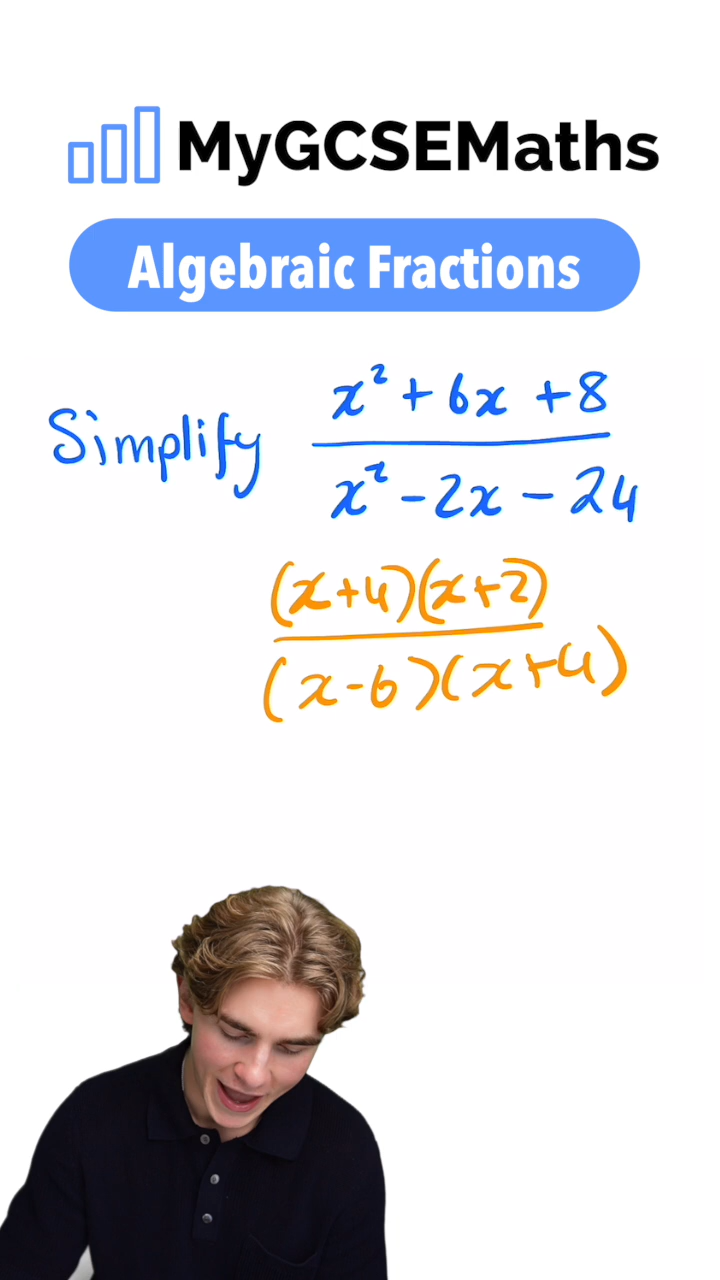 MyGCSEMaths
Algebraic Fractions
Simplify x² + 6x + 8
x² - 2x - 24
(x+4)(x+2)
(x-6)(x+4)